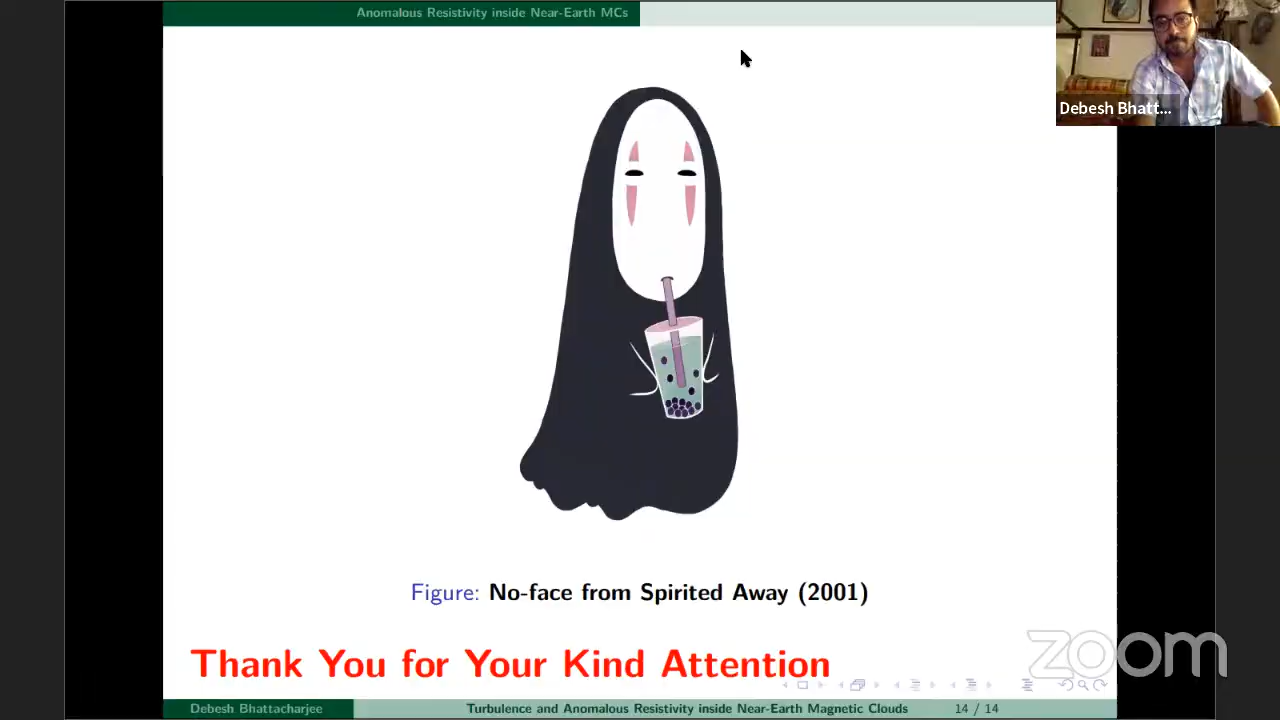 Anomalous Resistivity inside Near-Earth MCs
Debesh Bhatt...
Figure: No-face from Spirited Away (2001)
Thank You for Your Kind Attention
zoom
Debesh Bhattacharjee
Turbulence and Anomalous Resistivity inside Near-Earth Magnetic Clouds
14 / 14